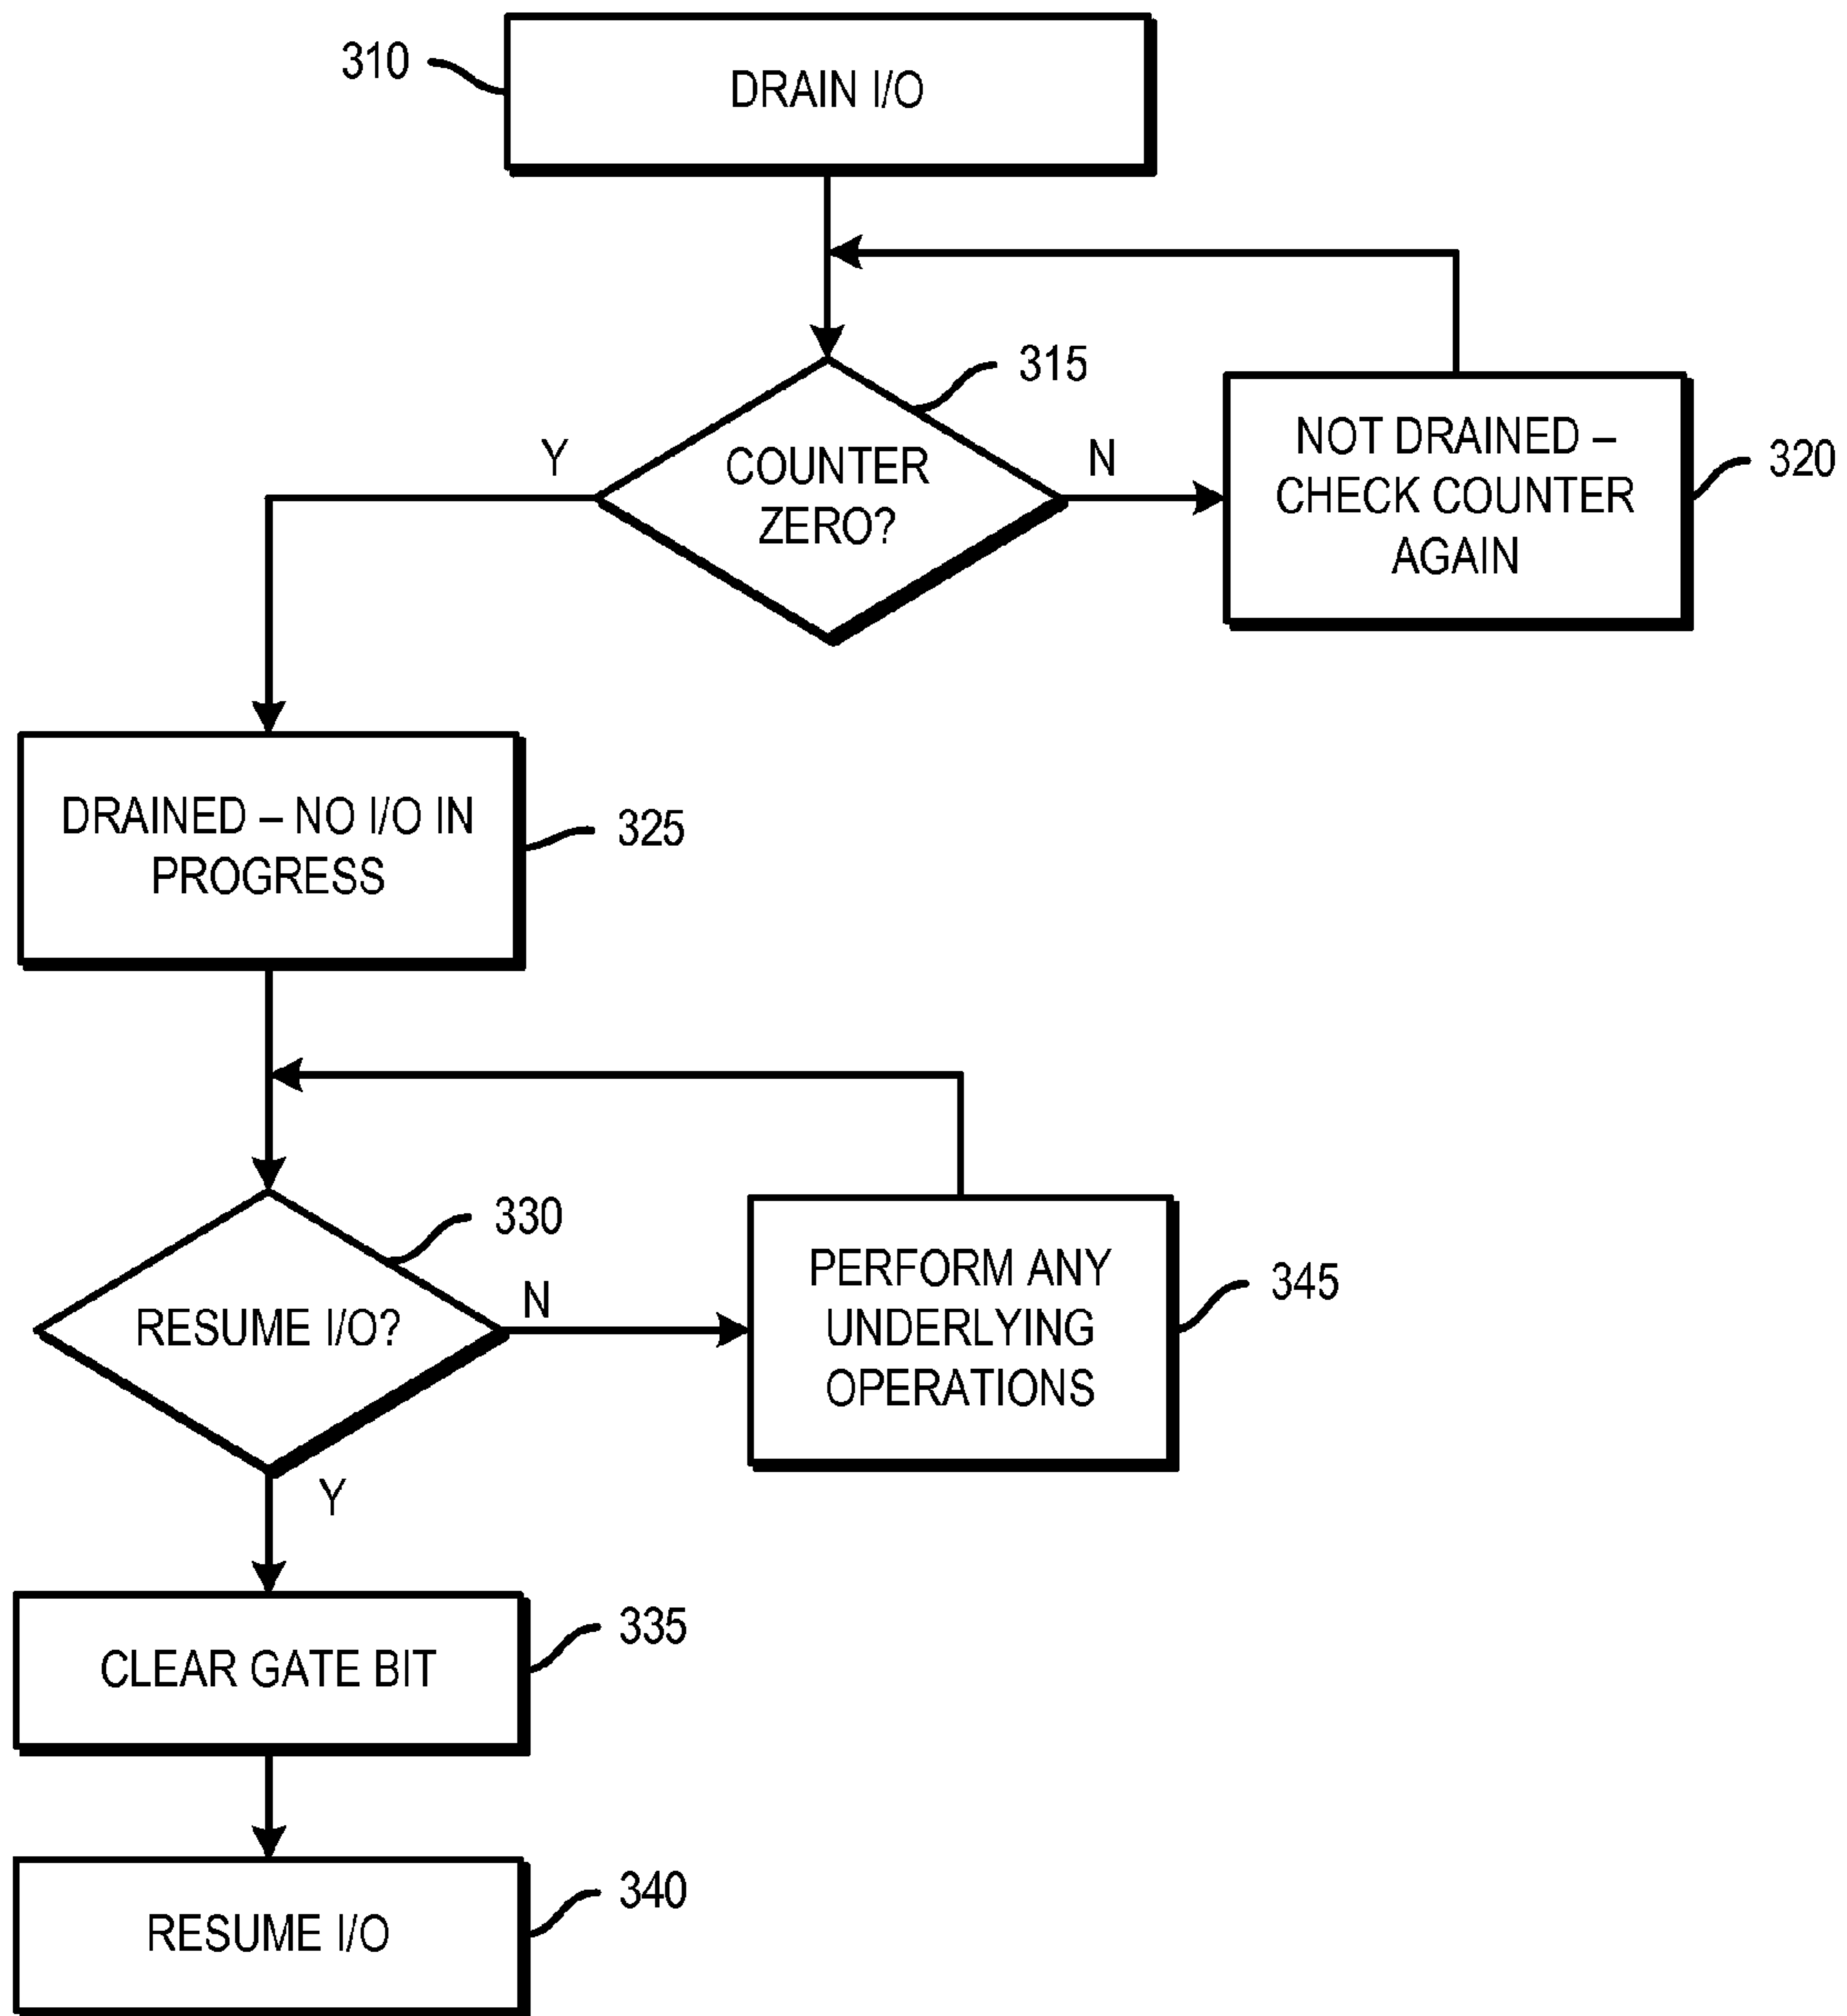 310
DRAIN I/O
315
Y
COUNTER
ZERO?
N
NOT DRAINED –
CHECK COUNTER
AGAIN
320
DRAINED – NO I/O IN
PROGRESS
325
330
RESUME I/O?
N
PERFORM ANY
UNDERLYING
OPERATIONS
345
Y
CLEAR GATE BIT
335
RESUME I/O
340